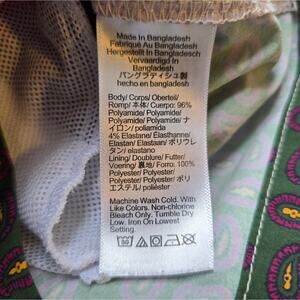 Made In Bangladesh
Fabriqué Au Bangladesh
Hergestellt In Bangladesch
Vervaardigd In
Bangladesh
バングラディシュ製
hecho en bangladesh
Body/ Corps/ Oberteil/
Romp/ 本体/ Cuerpo: 96%
Polyamide/ Polyamide/
Polyamide/ Polyamide/ ナ
イロン/ poliamida
4% Elastane/ Élasthanne/
Elastan/ Elastaan/ ポリウレ
タン/ elastano
Lining/ Doublure/ Futter/
Voering/ 裏地/ Forro: 100%
Polyester/ Polyester/
Polyester/ Polyester/ ポリ
エステル/ poliéster
Machine Wash Cold. With
Like Colors. Non-chlorine
Bleach Only. Tumble Dry
Low. Iron On Lowest
Setting.